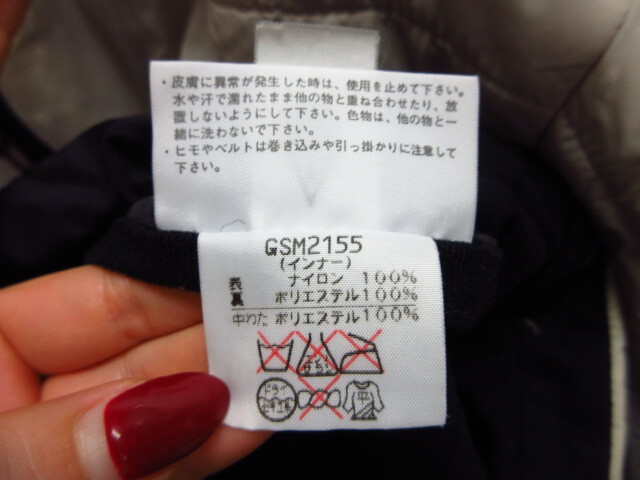 ・皮膚に異常が発生した時は、使用を止めて下さい。
水や汗で濡れたまま他の物と重ね合わせたり、放
置しないようにして下さい。色物は、他の物と一
緒に洗わないで下さい。
・ヒモやベルトは巻き込みや引っ掛かりに注意して
下さい。
GSM2155
(インナー)
表 ナイロン 100%
裏 ポリエステル100%
中わた ポリエステル100%
ドライ
平